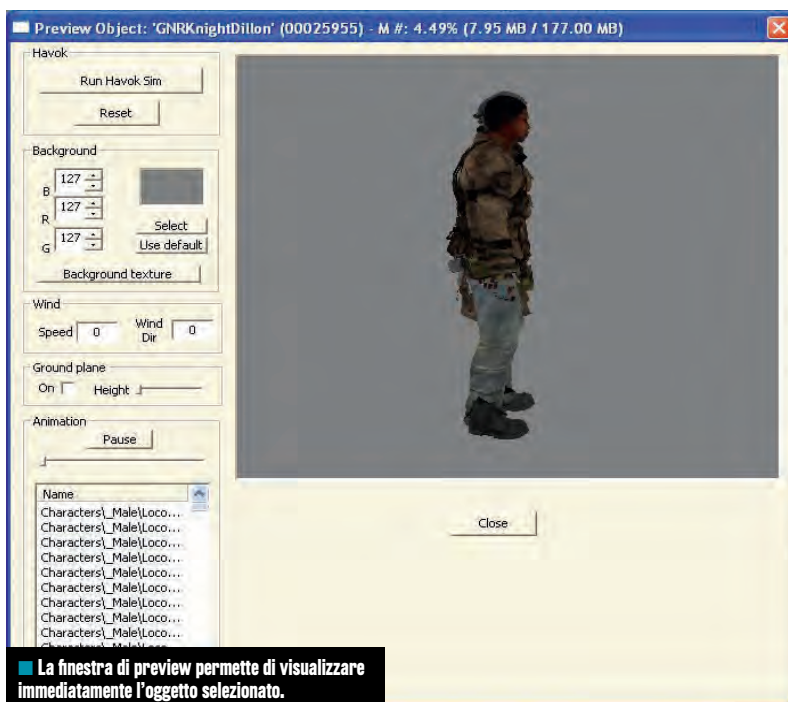 Preview Object: 'GNRKnightDillon' (00025955) - M #: 4.49% (7.95 MB / 177.00 MB)
Havok
Run Havok Sim
Reset
Background
B 127
R 127
G 127
Select
Use default
Background texture
Wind
Speed 0 Wind Dir 0
Ground plane
On Height
Animation
Pause
Name
Characters\_Male\Loco...
Characters\_Male\Loco...
Characters\_Male\Loco...
Characters\_Male\Loco...
Characters\_Male\Loco...
Characters\_Male\Loco...
Characters\_Male\Loco...
Characters\_Male\Loco...
Characters\_Male\Loco...
Close
La finestra di preview permette di visualizzare
immediatamente l'oggetto selezionato.